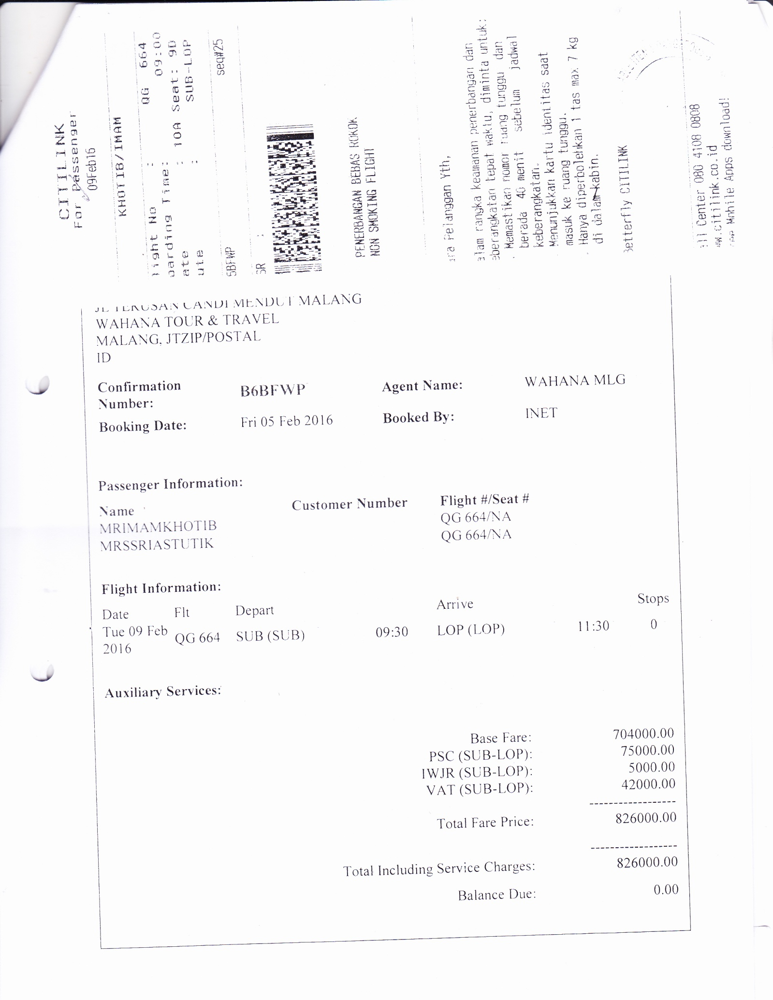 CITILINK
For Passenger
09Feb16
KHOTIB/IMAM
light No : QG 664
oarding Time: 09:00
ate : 10A Seat: 9D
ute : SUB-LOP
6BFWP seq#25
SR :
PENERBANGAN BEBAS ROKOK
NON SMOKING FLIGHT
ara Pelanggan Yth,
alam rangka keamanan penerbangan dan
eberangkatan tepat waktu, diminta untuk:
. Memastikan nomor ruang tunggu dan
berada 40 menit sebelum jadwal
keberangkatan.
. Menunjukkan kartu identitas saat
masuk ke ruang tunggu.
. Hanya diperbolehkan 1 tas max 7 kg
di dalam kabin.
Betterfly CITILINK
all Center 080 4108 0808
ww.citilink.co.id
ree Mobile Apps download!
JL TERUSAN CANDI MENDUT MALANG
WAHANA TOUR & TRAVEL
MALANG, JTZIP/POSTAL
ID
Confirmation Number: B6BFWP Agent Name: WAHANA MLG
Booking Date: Fri 05 Feb 2016 Booked By: INET
Passenger Information:
Name Customer Number Flight #/Seat #
MRIMAMKHOTIB QG 664/NA
MRSSRIASTUTIK QG 664/NA
Flight Information:
Date Flt Depart Arrive Stops
Tue 09 Feb 2016 QG 664 SUB (SUB) 09:30 LOP (LOP) 11:30 0
Auxiliary Services:
Base Fare: 704000.00
PSC (SUB-LOP): 75000.00
IWJR (SUB-LOP): 5000.00
VAT (SUB-LOP): 42000.00
------------------
Total Fare Price: 826000.00
------------------
Total Including Service Charges: 826000.00
Balance Due: 0.00